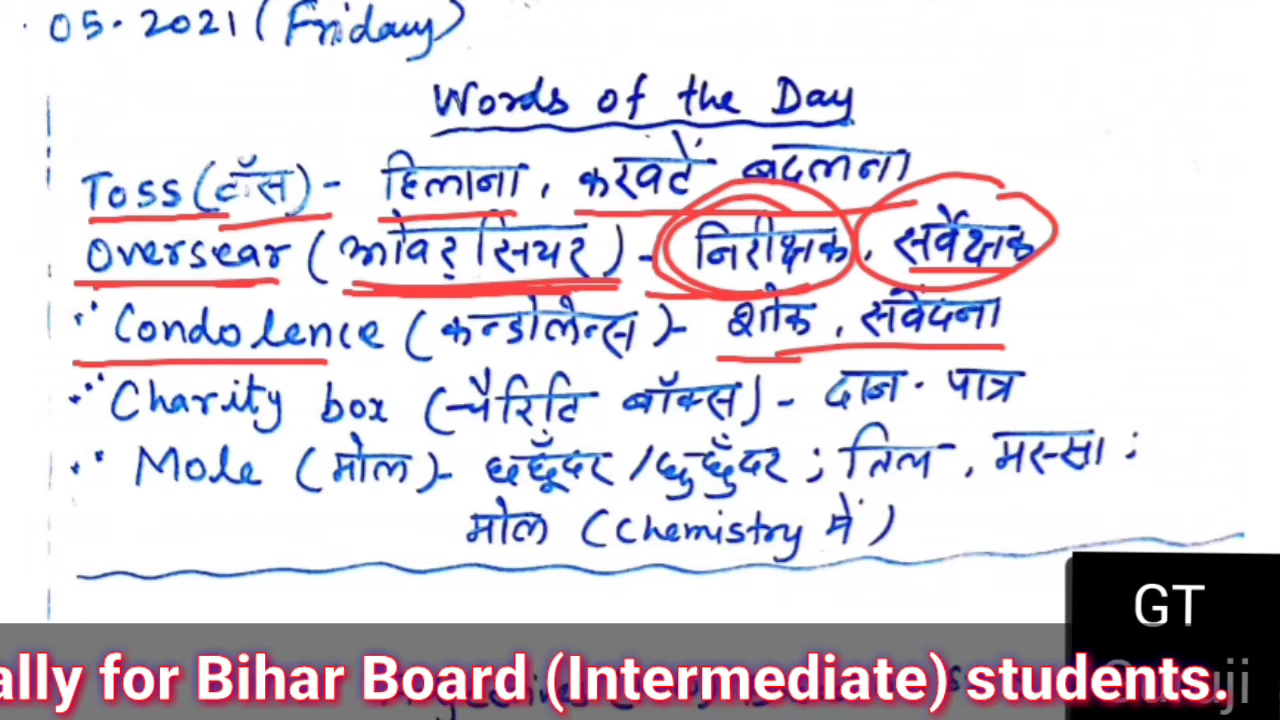 05.2021 (Friday)
Words of the Day
Toss (टॉस) - हिलाना, करवटें बदलना
Oversear (ओवरसियर) - निरीक्षक, सर्वेक्षक
Condolence (कन्डोलेन्स) - शोक, संवेदना
Charity box (चैरिटि बॉक्स) - दान-पात्र
Mole (मोल) - छछूँदर / छुछुँदर ; तिल, मस्सा ;
मोल (Chemistry में)
GT
ally for Bihar Board (Intermediate) students.